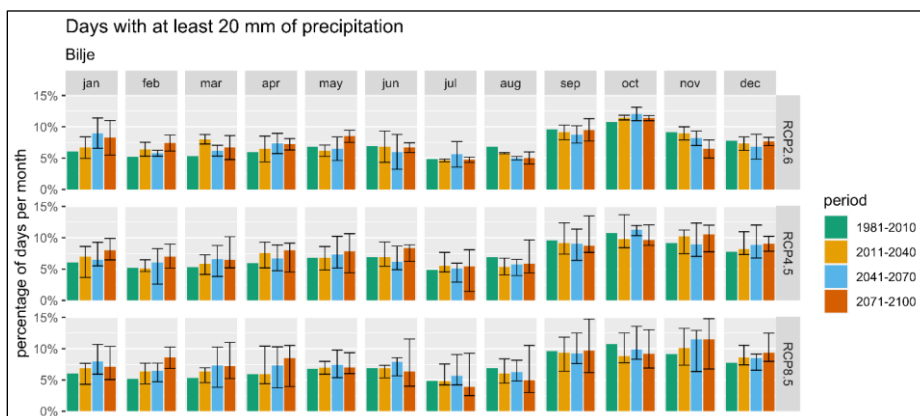 Days with at least 20 mm of precipitation
Bilje
jan feb mar apr may jun jul aug sep oct nov dec
percentage of days per month
15%
10%
5%
0%
RCP2.6
15%
10%
5%
0%
RCP4.5
15%
10%
5%
0%
RCP8.5
period
1981-2010
2011-2040
2041-2070
2071-2100